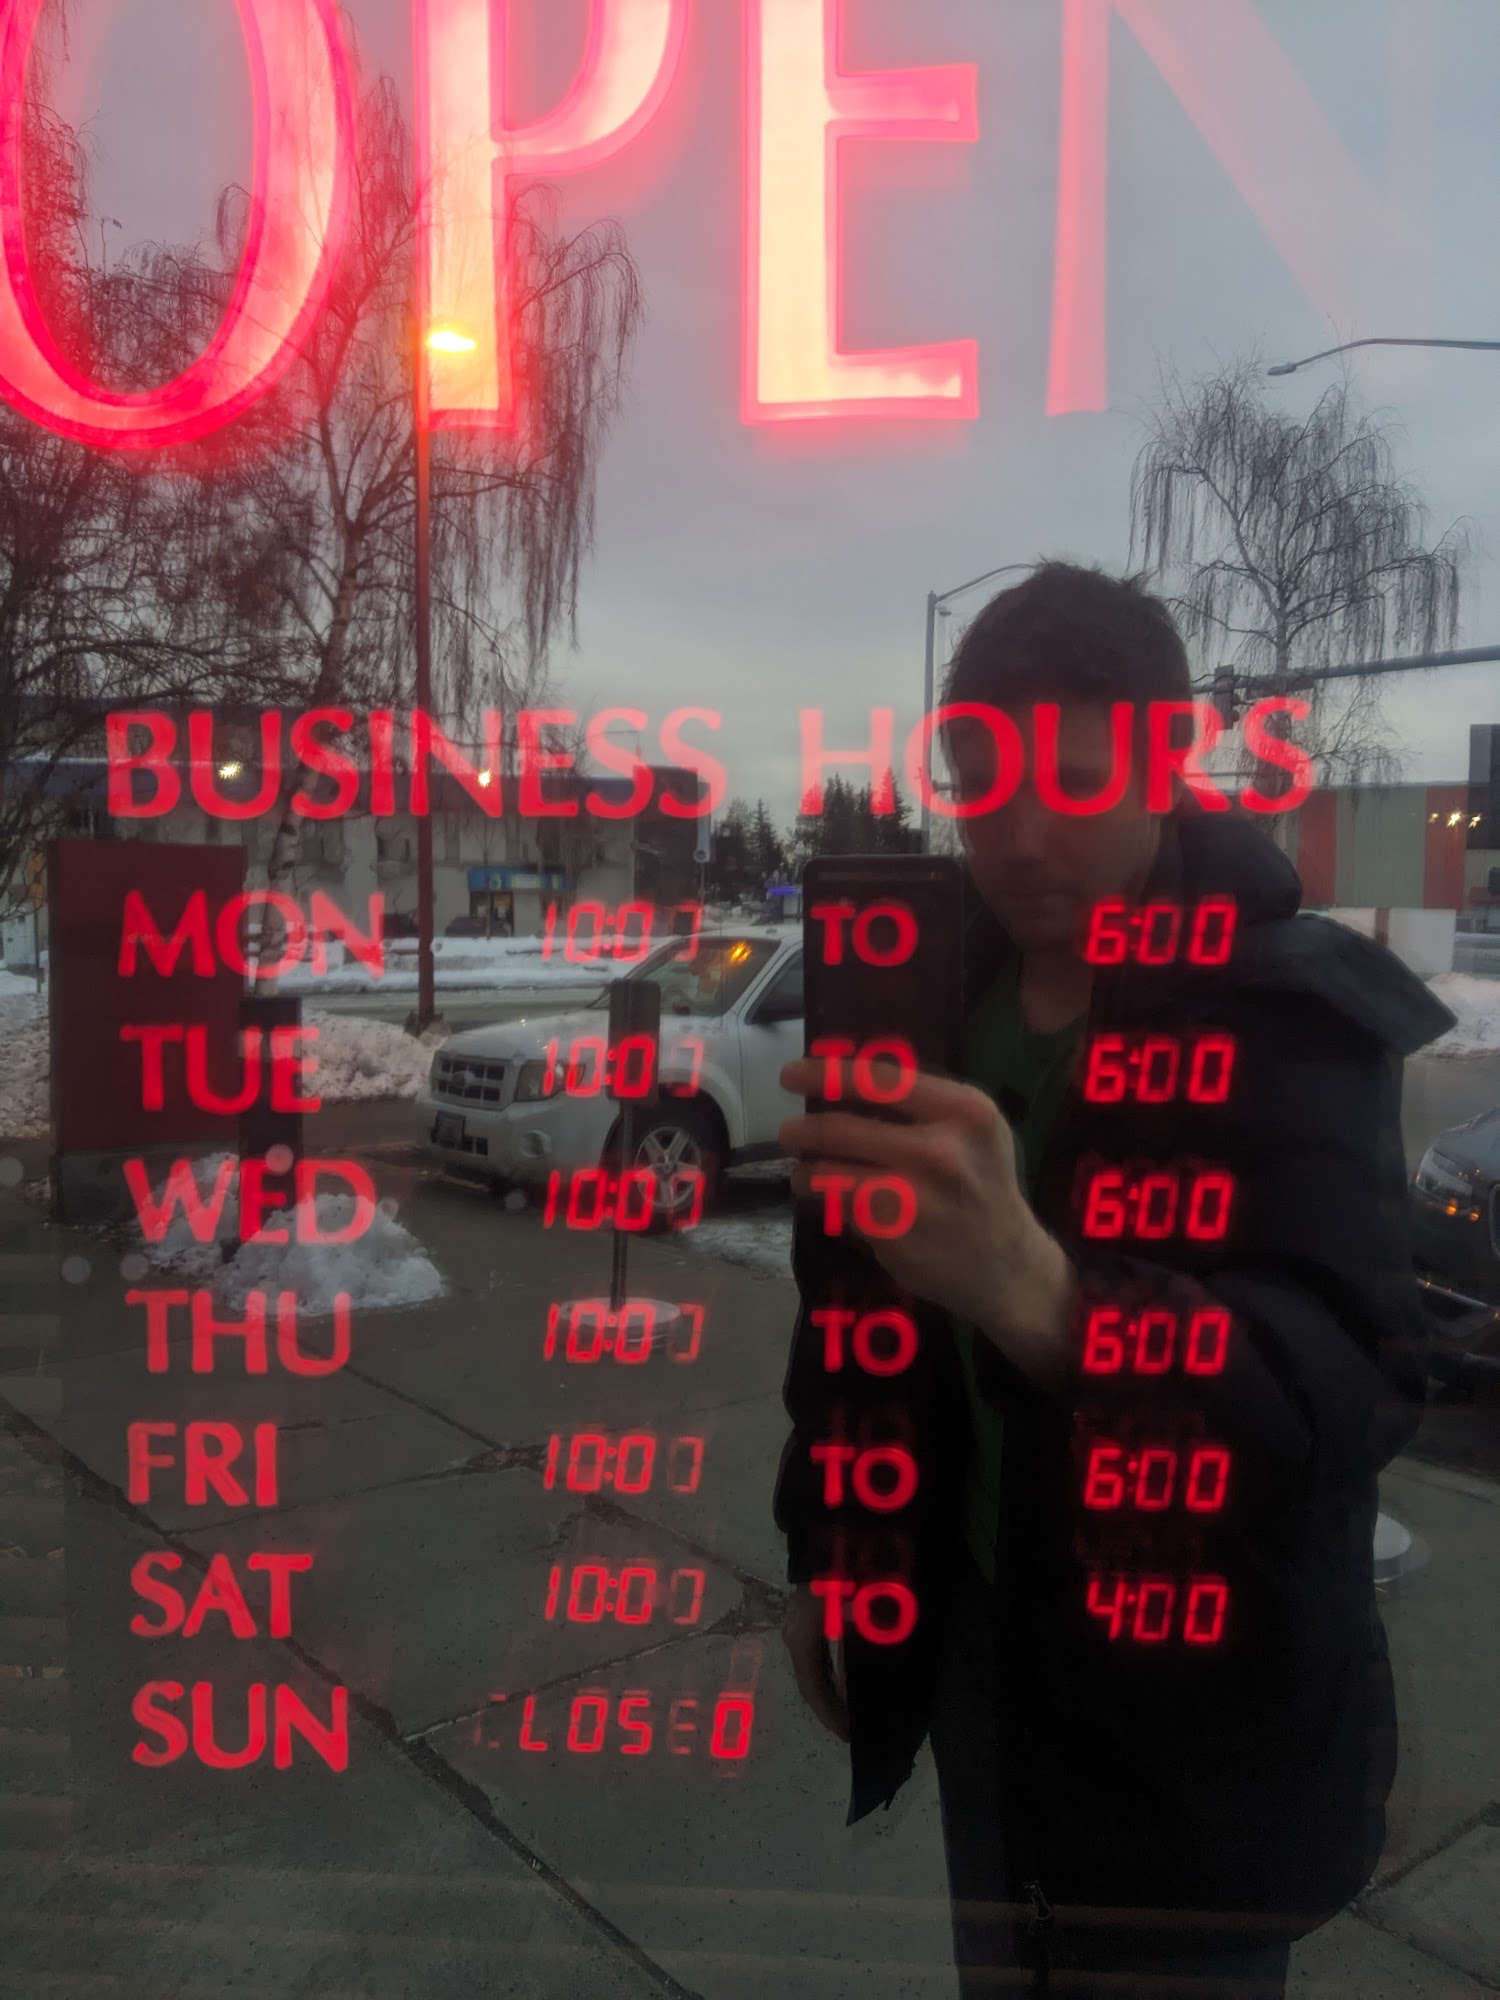 OPEN
BUSINESS HOURS
MON 10:00 TO 6:00
TUE 10:00 TO 6:00
WED 10:00 TO 6:00
THU 10:00 TO 6:00
FRI 10:00 TO 6:00
SAT 10:00 TO 4:00
SUN CLOSED